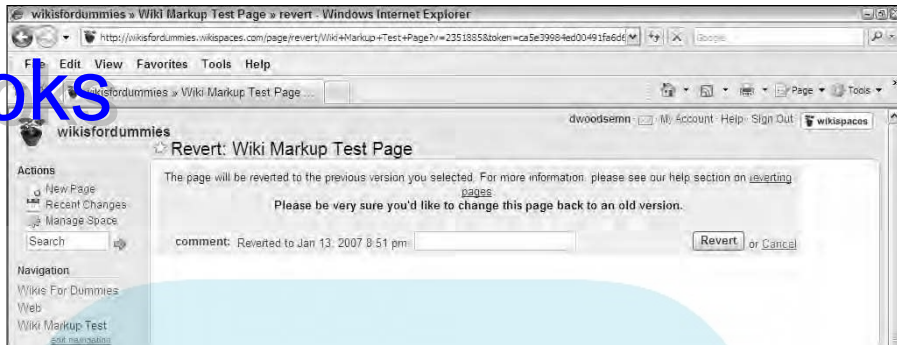 wikisfordummies » Wiki Markup Test Page » revert - Windows Internet Explorer
http://wikisfordummies.wikispaces.com/page/revert/Wiki+Markup+Test+Page?v=2351885&token=ca5e39984ed00491fa6d6
Google
File Edit View Favorites Tools Help
oks
wikisfordummies » Wiki Markup Test Page ...
Page Tools
dwoodsemn My Account Help Sign Out wikispaces
wikisfordummies
Revert: Wiki Markup Test Page
Actions
New Page
Recent Changes
Manage Space
Search
Navigation
Wikis For Dummies
Web
Wiki Markup Test
edit navigation
The page will be reverted to the previous version you selected. For more information, please see our help section on reverting
pages.
Please be very sure you'd like to change this page back to an old version.
comment: Reverted to Jan 13, 2007 8:51 pm
Revert or Cancel